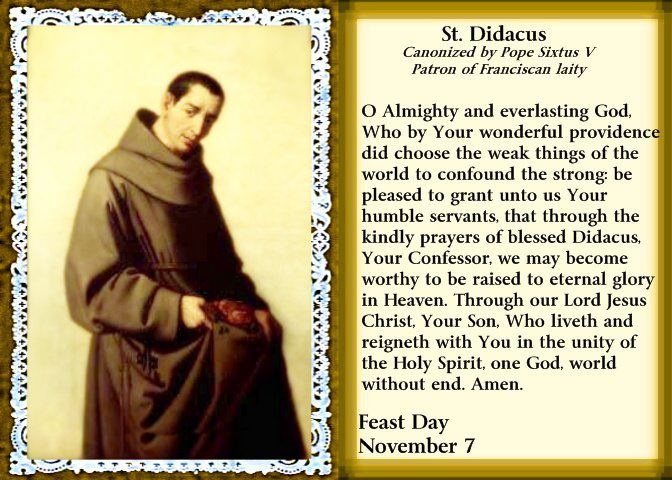 St. Didacus
Canonized by Pope Sixtus V
Patron of Franciscan laity
O Almighty and everlasting God,
Who by Your wonderful providence
did choose the weak things of the
world to confound the strong: be
pleased to grant unto us Your
humble servants, that through the
kindly prayers of blessed Didacus,
Your Confessor, we may become
worthy to be raised to eternal glory
in Heaven. Through our Lord Jesus
Christ, Your Son, Who liveth and
reigneth with You in the unity of
the Holy Spirit, one God, world
without end. Amen.
Feast Day
November 7